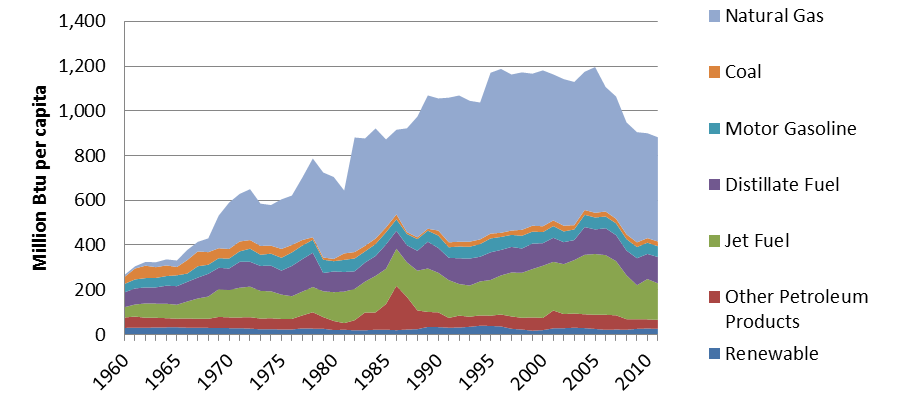 Million Btu per capita
1,400
1,200
1,000
800
600
400
200
0
1960
1965
1970
1975
1980
1985
1990
1995
2000
2005
2010
Natural Gas
Coal
Motor Gasoline
Distillate Fuel
Jet Fuel
Other Petroleum
Products
Renewable